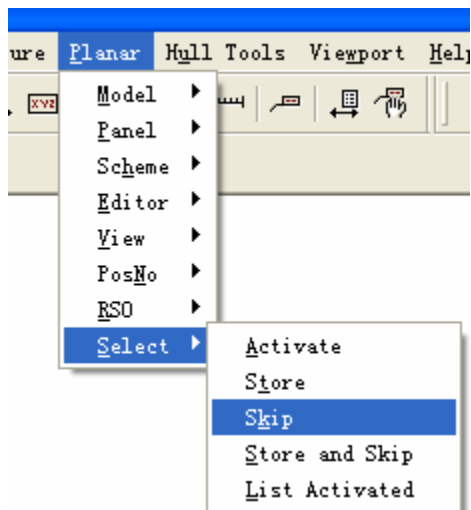 ure Planar Hull Tools Viewport Help
XYZ
Model
Panel
Scheme
Editor
View
PosNo
RSO
Select
Activate
Store
Skip
Store and Skip
List Activated